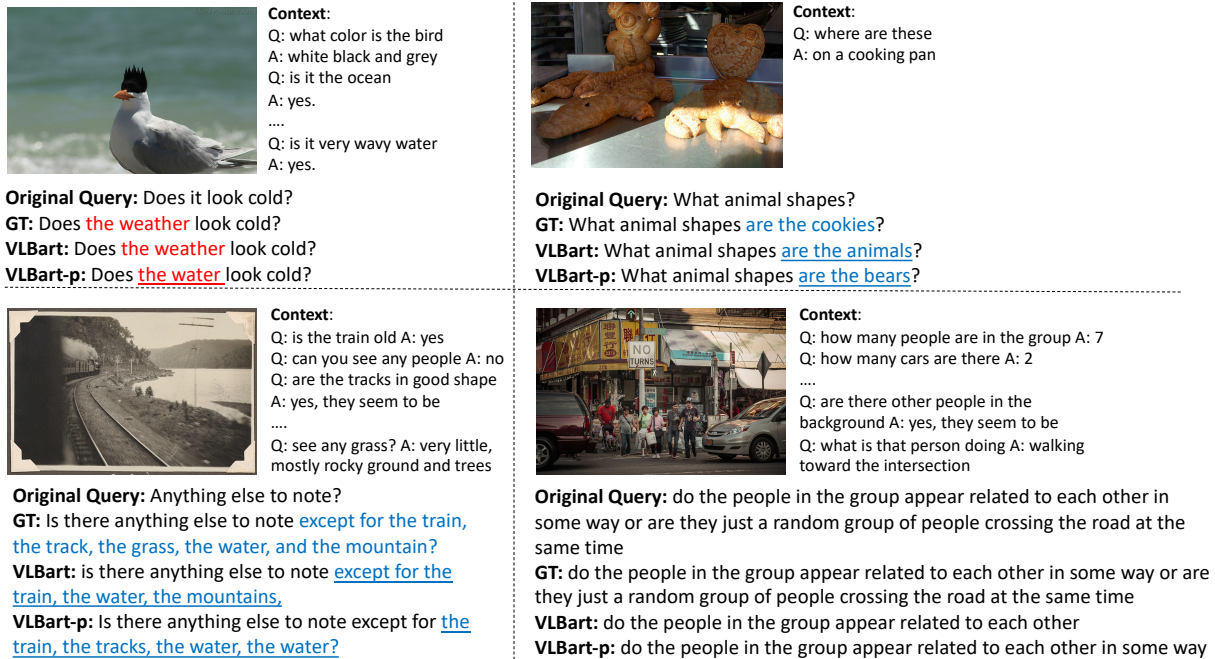 Context:
Q: what color is the bird
A: white black and grey
Q: is it the ocean
A: yes.
....
Q: is it very wavy water
A: yes.
Original Query: Does it look cold?
GT: Does the weather look cold?
VLBart: Does the weather look cold?
VLBart-p: Does the water look cold?
Context:
Q: where are these
A: on a cooking pan
Original Query: What animal shapes?
GT: What animal shapes are the cookies?
VLBart: What animal shapes are the animals?
VLBart-p: What animal shapes are the bears?
Context:
Q: is the train old A: yes
Q: can you see any people A: no
Q: are the tracks in good shape
A: yes, they seem to be
....
Q: see any grass? A: very little,
mostly rocky ground and trees
Original Query: Anything else to note?
GT: Is there anything else to note except for the train,
the track, the grass, the water, and the mountain?
VLBart: is there anything else to note except for the
train, the water, the mountains,
VLBart-p: Is there anything else to note except for the
train, the tracks, the water, the water?
NO
TURNS
Context:
Q: how many people are in the group A: 7
Q: how many cars are there A: 2
....
Q: are there other people in the
background A: yes, they seem to be
Q: what is that person doing A: walking
toward the intersection
Original Query: do the people in the group appear related to each other in
some way or are they just a random group of people crossing the road at the
same time
GT: do the people in the group appear related to each other in some way or are
they just a random group of people crossing the road at the same time
VLBart: do the people in the group appear related to each other
VLBart-p: do the people in the group appear related to each other in some way